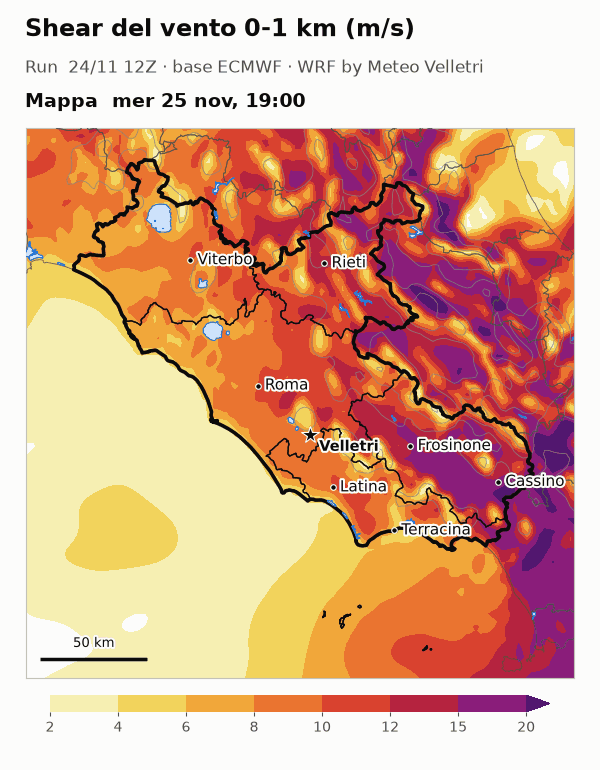 Shear del vento 0-1 km (m/s)
Run  24/11 12Z · base ECMWF · WRF by Meteo Velletri
Mappa  mer 25 nov, 19:00
Viterbo
Rieti
Roma
Velletri
Frosinone
Cassino
Latina
Terracina
50 km
2 4 6 8 10 12 15 20